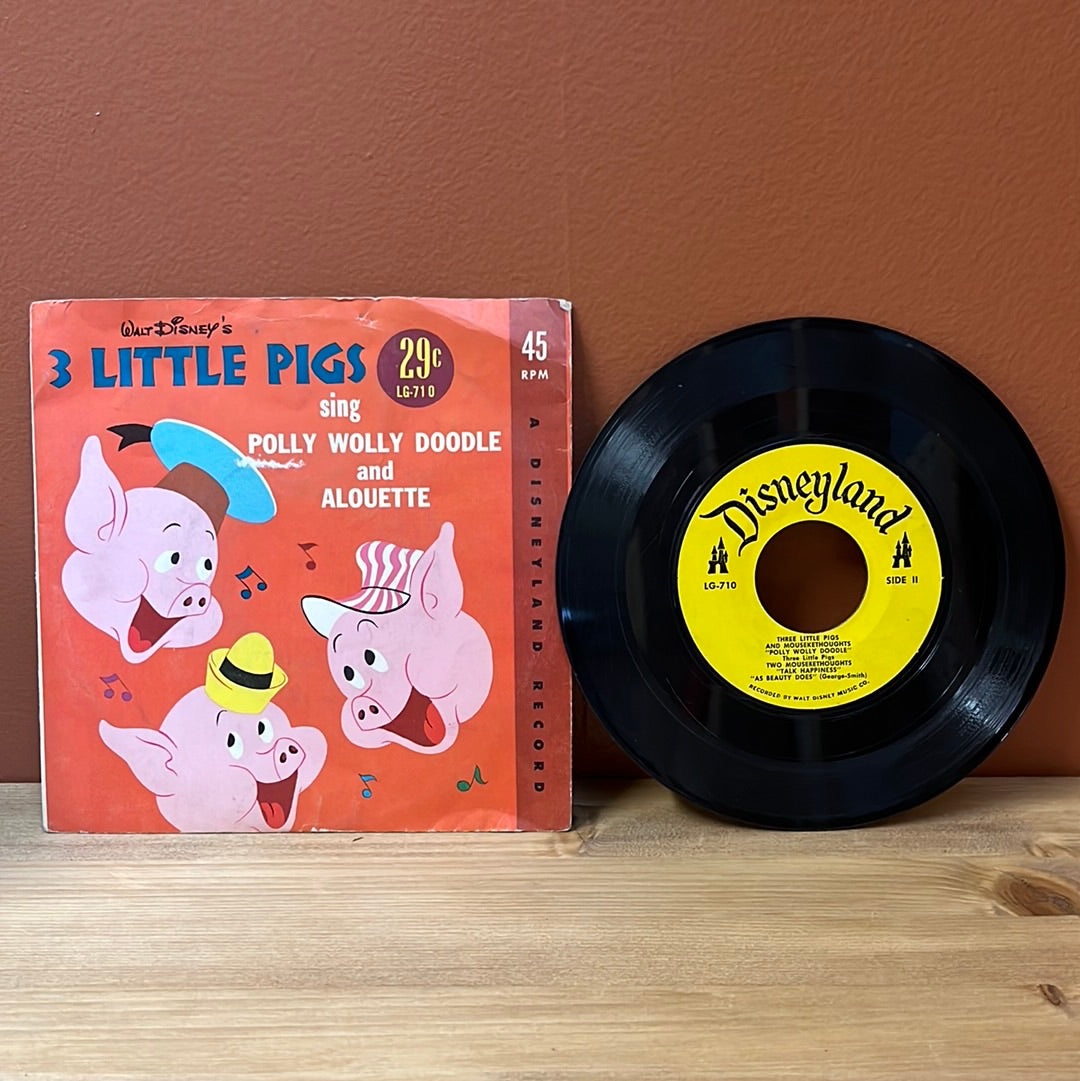 WALT DISNEY'S
3 LITTLE PIGS
29c
LG-710
sing
POLLY WOLLY DOODLE
and
ALOUETTE
45
RPM
A DISNEYLAND RECORD
Disneyland
LG-710
SIDE II
THREE LITTLE PIGS
AND MOUSEKETHOUGHTS
"POLLY WOLLY DOODLE"
Three Little Pigs
TWO MOUSEKETHOUGHTS
"TALK HAPPINESS"
"AS BEAUTY DOES" (George-Smith)
RECORDED BY WALT DISNEY MUSIC CO.